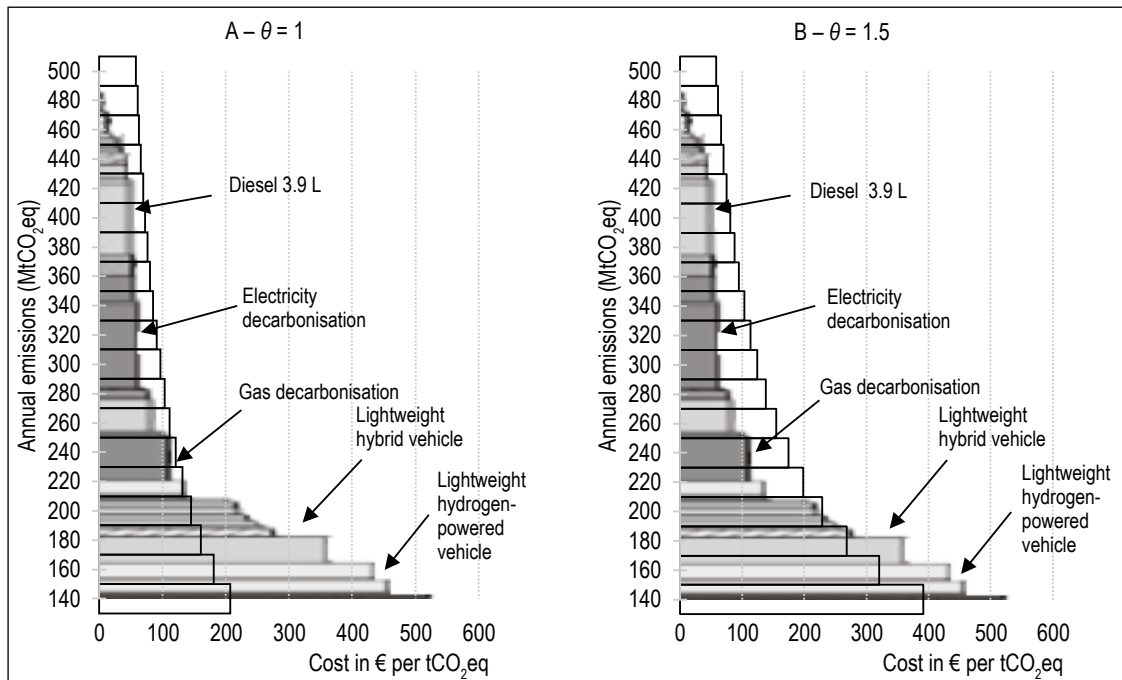 A – θ = 1
Annual emissions (MtCO₂eq)
500
480
460
440
420
400
380
360
340
320
300
280
260
240
220
200
180
160
140
Diesel 3.9 L
Electricity
decarbonisation
Gas decarbonisation
Lightweight
hybrid vehicle
Lightweight
hydrogen-
powered
vehicle
0 100 200 300 400 500 600
Cost in € per tCO₂eq
B – θ = 1.5
Annual emissions (MtCO₂eq)
500
480
460
440
420
400
380
360
340
320
300
280
260
240
220
200
180
160
140
Diesel 3.9 L
Electricity
decarbonisation
Gas decarbonisation
Lightweight
hybrid vehicle
Lightweight
hydrogen-
powered
vehicle
0 100 200 300 400 500 600
Cost in € per tCO₂eq